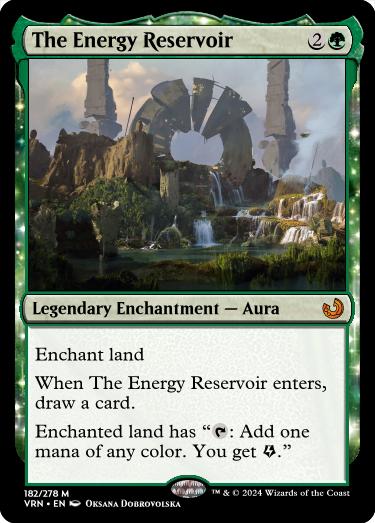 The Energy Reservoir 2
Legendary Enchantment — Aura
Enchant land
When The Energy Reservoir enters,
draw a card.
Enchanted land has “: Add one
mana of any color. You get .”
182/278 M
VRN • EN Oksana Dobrovolska
™ & © 2024 Wizards of the Coast